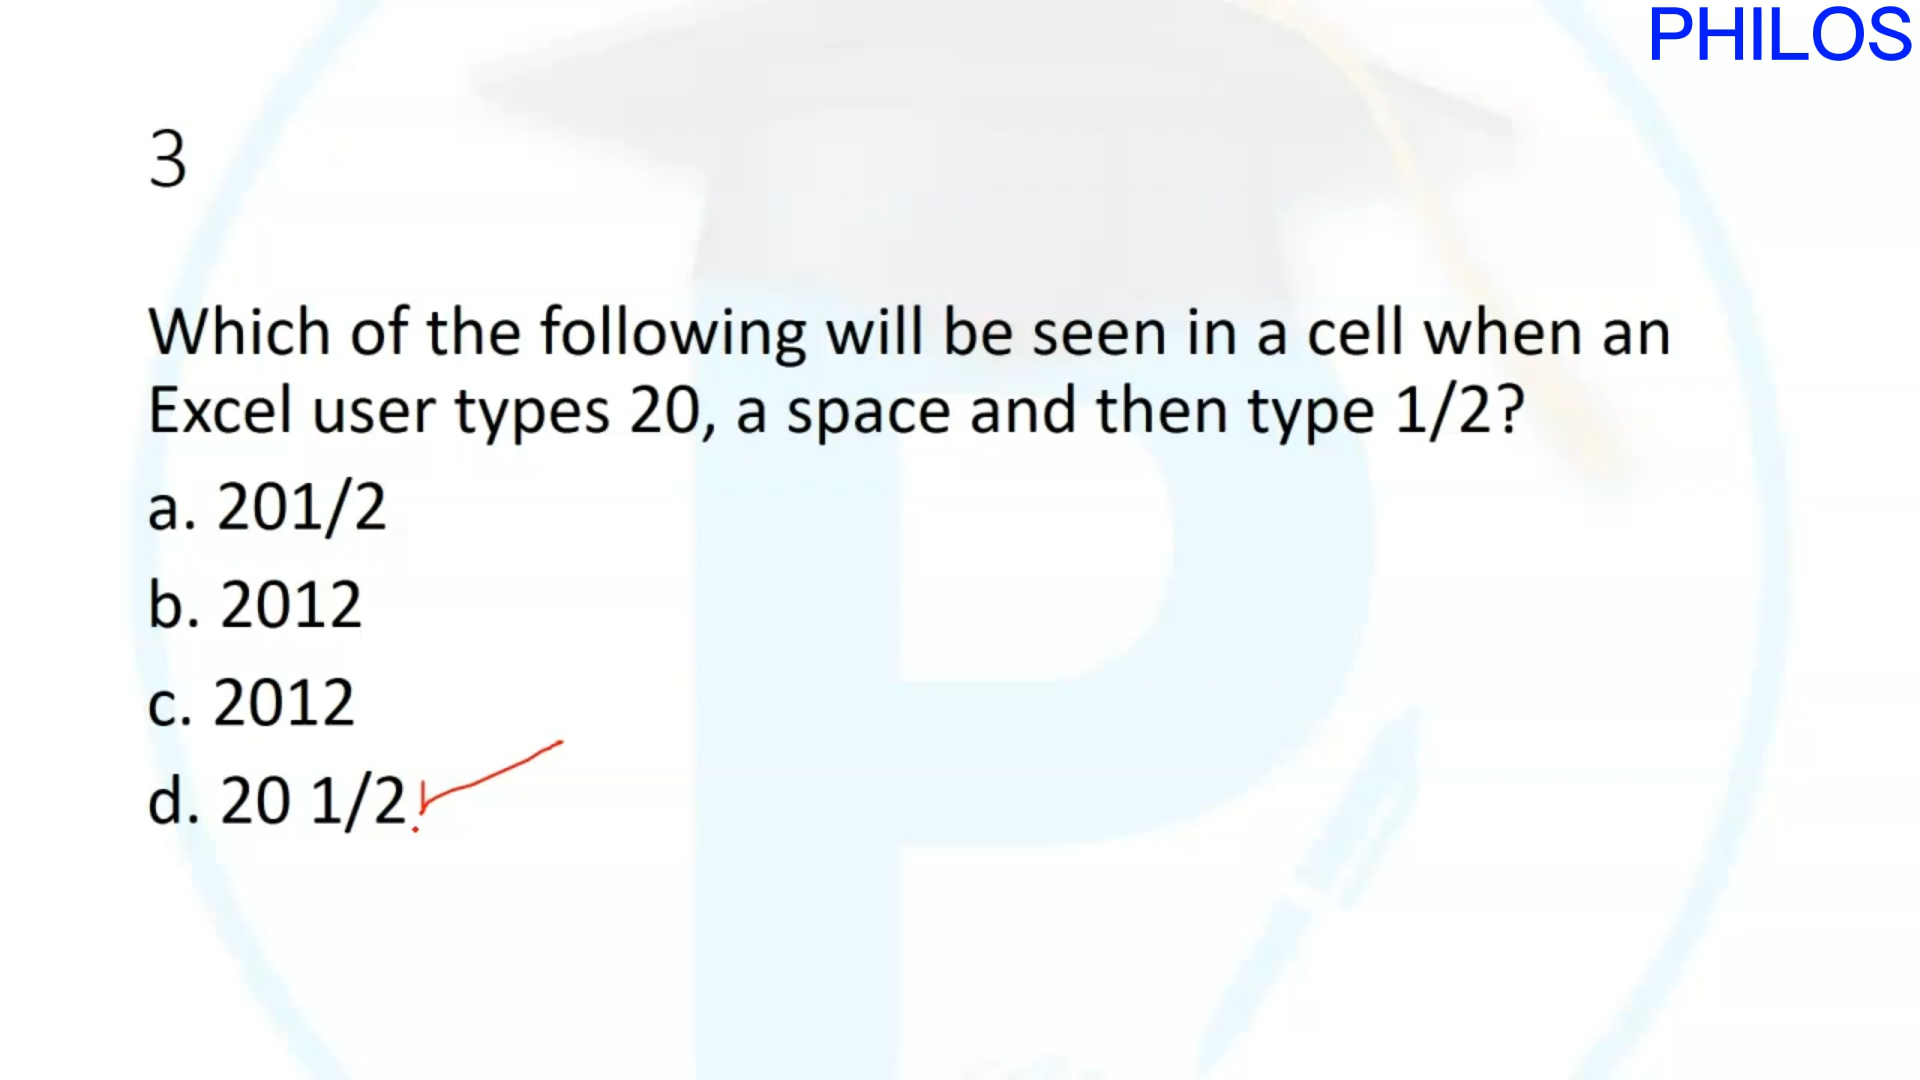 PHILOS
3
Which of the following will be seen in a cell when an
Excel user types 20, a space and then type 1/2?
a. 201/2
b. 2012
c. 2012
d. 20 1/2